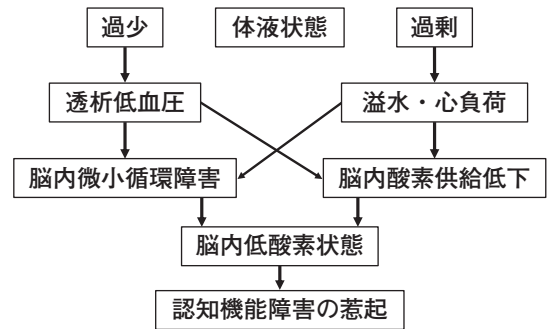 過少
体液状態
過剰
透析低血圧
溢水・心負荷
脳内微小循環障害
脳内酸素供給低下
脳内低酸素状態
認知機能障害の惹起